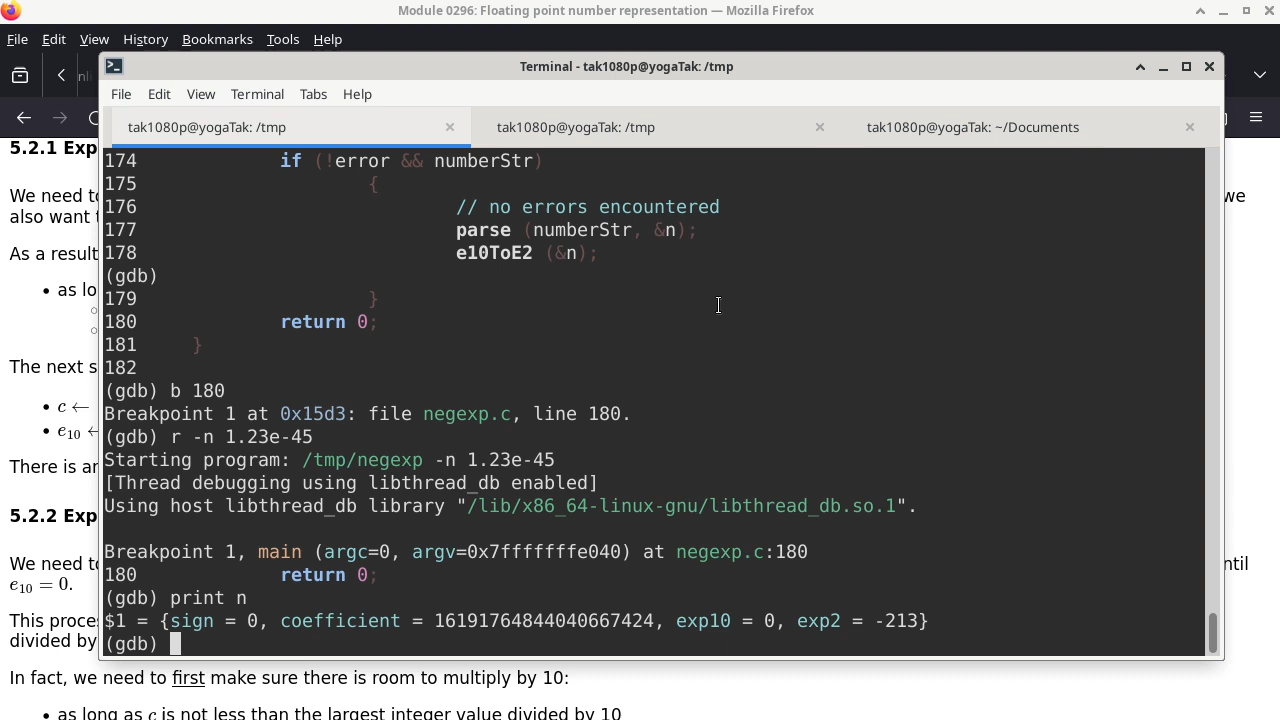 Module 0296: Floating point number representation — Mozilla Firefox
File Edit View History Bookmarks Tools Help
Terminal - tak1080p@yogaTak: /tmp
File Edit View Terminal Tabs Help
tak1080p@yogaTak: /tmp tak1080p@yogaTak: /tmp tak1080p@yogaTak: ~/Documents
5.2.1 Exp
We need to
we
also want t
As a result
• as lo
The next s
• c ←
• e10 ←
There is an
5.2.2 Exp
We need to
ntil
e10 = 0.
This proces
divided by
174 if (!error && numberStr)
175 {
176 // no errors encountered
177 parse (numberStr, &n);
178 e10ToE2 (&n);
(gdb)
179 }
180 return 0;
181 }
182
(gdb) b 180
Breakpoint 1 at 0x15d3: file negexp.c, line 180.
(gdb) r -n 1.23e-45
Starting program: /tmp/negexp -n 1.23e-45
[Thread debugging using libthread_db enabled]
Using host libthread_db library "/lib/x86_64-linux-gnu/libthread_db.so.1".
Breakpoint 1, main (argc=0, argv=0x7fffffffe040) at negexp.c:180
180 return 0;
(gdb) print n
$1 = {sign = 0, coefficient = 16191764844040667424, exp10 = 0, exp2 = -213}
(gdb)
In fact, we need to first make sure there is room to multiply by 10:
• as long as c is not less than the largest integer value divided by 10